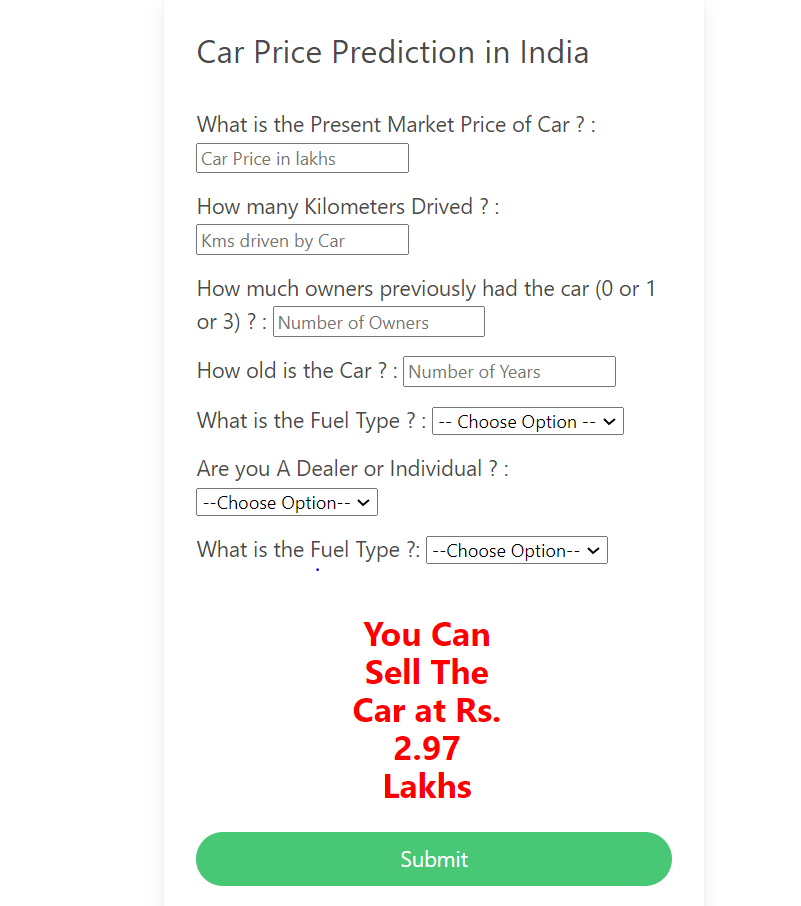 Car Price Prediction in India
What is the Present Market Price of Car ? :
Car Price in lakhs
How many Kilometers Drived ? :
Kms driven by Car
How much owners previously had the car (0 or 1
or 3) ? : Number of Owners
How old is the Car ? : Number of Years
What is the Fuel Type ? : -- Choose Option --
Are you A Dealer or Individual ? :
--Choose Option--
What is the Fuel Type ?: --Choose Option--
You Can
Sell The
Car at Rs.
2.97
Lakhs
Submit